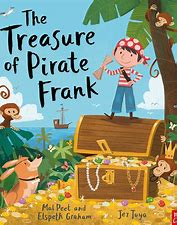 The
Treasure
of Pirate
Frank
Mal Peet and
Elspeth Graham
Jez Tuya